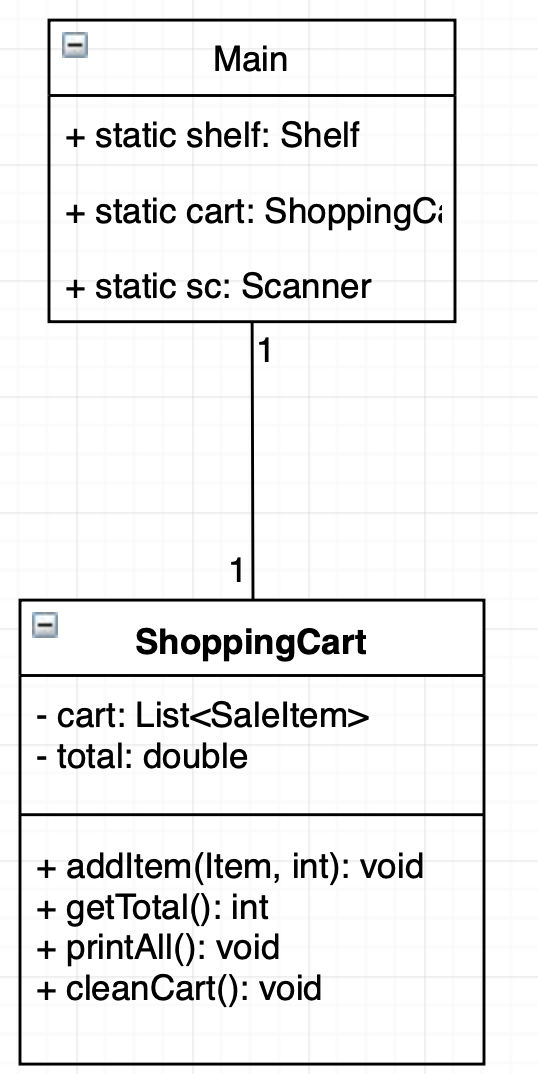 Main
+ static shelf: Shelf
+ static cart:
+ static sc: Scanner
1
1
ShoppingCart
- cart: List<SaleItem>
- total: double
+ addItem(Item, int): void
+ getTotal(): int
+ printAll(): void
+ cleanCart(): void